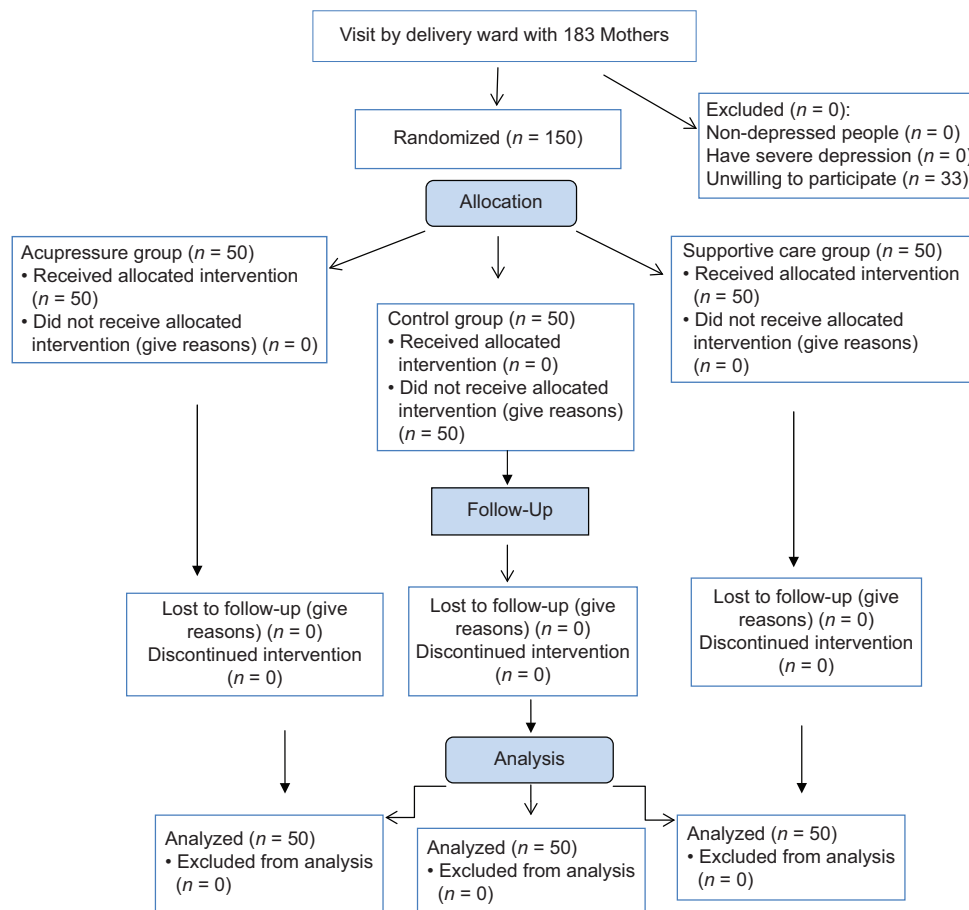 Visit by delivery ward with 183 Mothers
Excluded (n = 0):
Non-depressed people (n = 0)
Have severe depression (n = 0)
Unwilling to participate (n = 33)
Randomized (n = 150)
Allocation
Acupressure group (n = 50)
• Received allocated intervention
(n = 50)
• Did not receive allocated
intervention (give reasons) (n = 0)
Control group (n = 50)
• Received allocated
intervention (n = 0)
• Did not receive allocated
intervention (give reasons)
(n = 50)
Supportive care group (n = 50)
• Received allocated intervention
(n = 50)
• Did not receive allocated
intervention (give reasons)
(n = 0)
Follow-Up
Lost to follow-up (give
reasons) (n = 0)
Discontinued intervention
(n = 0)
Lost to follow-up (give
reasons) (n = 0)
Discontinued intervention
(n = 0)
Lost to follow-up (give
reasons) (n = 0)
Discontinued intervention
(n = 0)
Analysis
Analyzed (n = 50)
• Excluded from analysis
(n = 0)
Analyzed (n = 50)
• Excluded from analysis
(n = 0)
Analyzed (n = 50)
• Excluded from analysis
(n = 0)